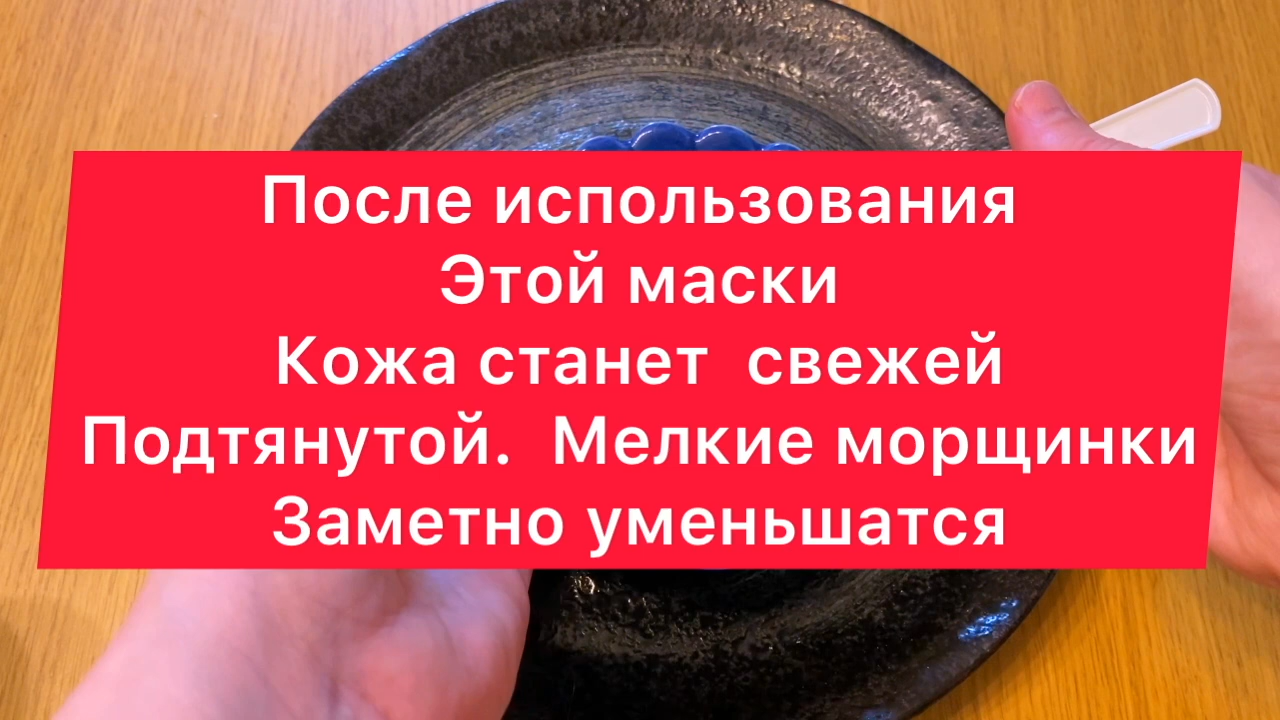 После использования
Этой маски
Кожа станет свежей
Подтянутой. Мелкие морщинки
Заметно уменьшатся